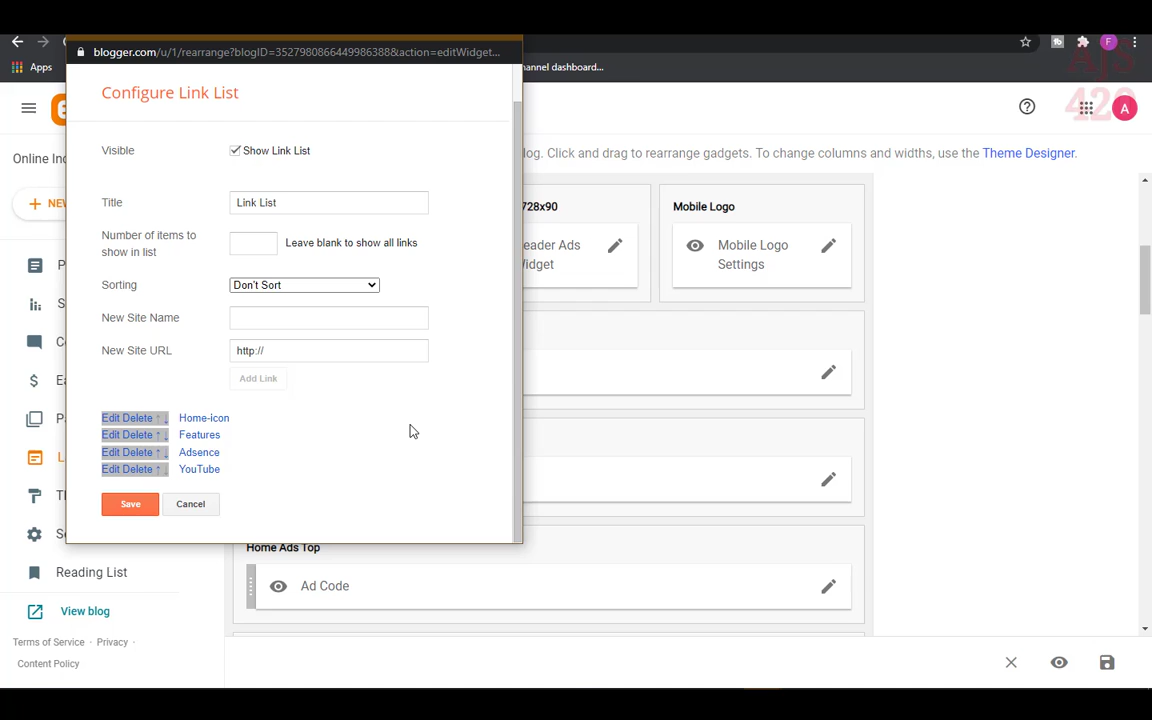 blogger.com/u/1/rearrange?blogID=3527980866449986388&action=editWidget...
Apps
hannel dashboard...
AJS
420
F
A
Configure Link List
Visible
Show Link List
Title
Link List
Number of items to
show in list
Leave blank to show all links
Sorting
Don't Sort
New Site Name
New Site URL
http://
Add Link
Edit Delete ↑ ↓ Home-icon
Edit Delete ↑ ↓ Features
Edit Delete ↑ ↓ Adsence
Edit Delete ↑ ↓ YouTube
Save
Cancel
Online Inc
+ NEW
Reading List
View blog
Terms of Service · Privacy ·
Content Policy
log. Click and drag to rearrange gadgets. To change columns and widths, use the Theme Designer.
728x90
eader Ads
Widget
Mobile Logo
Mobile Logo
Settings
Home Ads Top
Ad Code